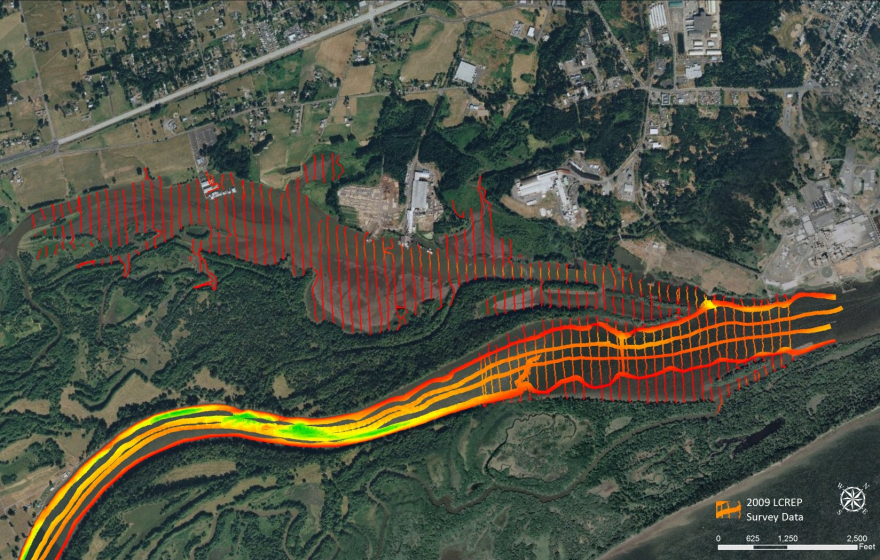 2009 LCREP
Survey Data
N
0 625 1,250 2,500
Feet